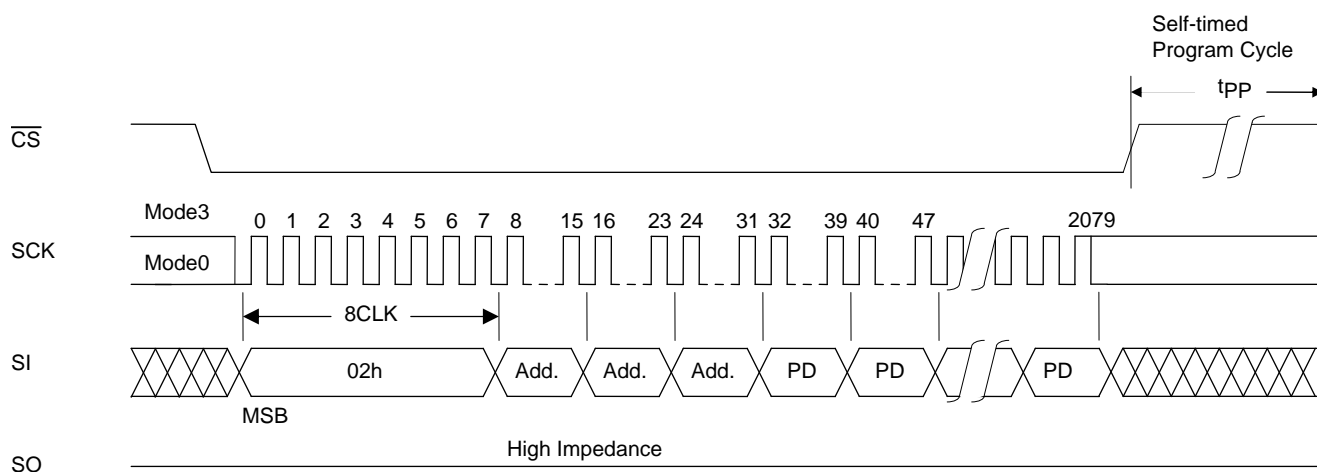 Self-timed
Program Cycle
tPP
CS
Mode3
0 1 2 3 4 5 6 7 8 15 16 23 24 31 32 39 40 47 2079
SCK
Mode0
8CLK
SI
02h Add. Add. Add. PD PD PD
MSB
High Impedance
SO